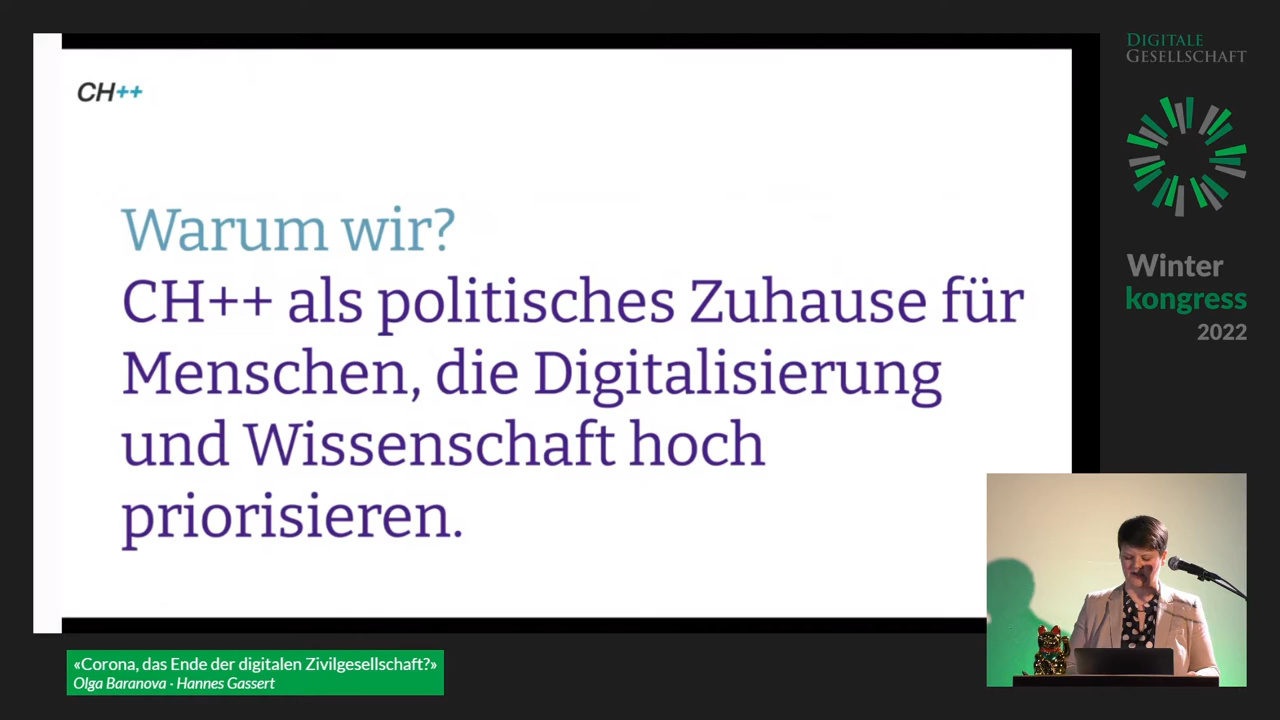 CH++
Warum wir?
CH++ als politisches Zuhause für
Menschen, die Digitalisierung
und Wissenschaft hoch
priorisieren.
DIGITALE
GESELLSCHAFT
Winter
kongress
2022
«Corona, das Ende der digitalen Zivilgesellschaft?»
Olga Baranova · Hannes Gassert